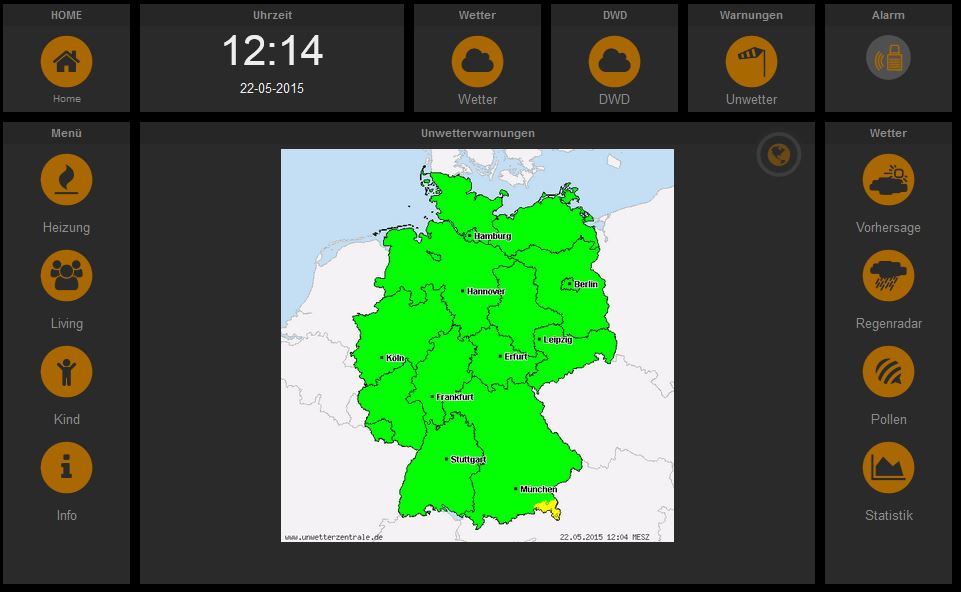 HOME
Home
Uhrzeit
12:14
22-05-2015
Wetter
Wetter
DWD
DWD
Warnungen
Unwetter
Alarm
Menü
Heizung
Living
Kind
Info
Unwetterwarnungen
Hamburg
Berlin
Hannover
Leipzig
Erfurt
Köln
Frankfurt
Stuttgart
München
www.unwetterzentrale.de
22.05.2015 12:04 MESZ
Wetter
Vorhersage
Regenradar
Pollen
Statistik